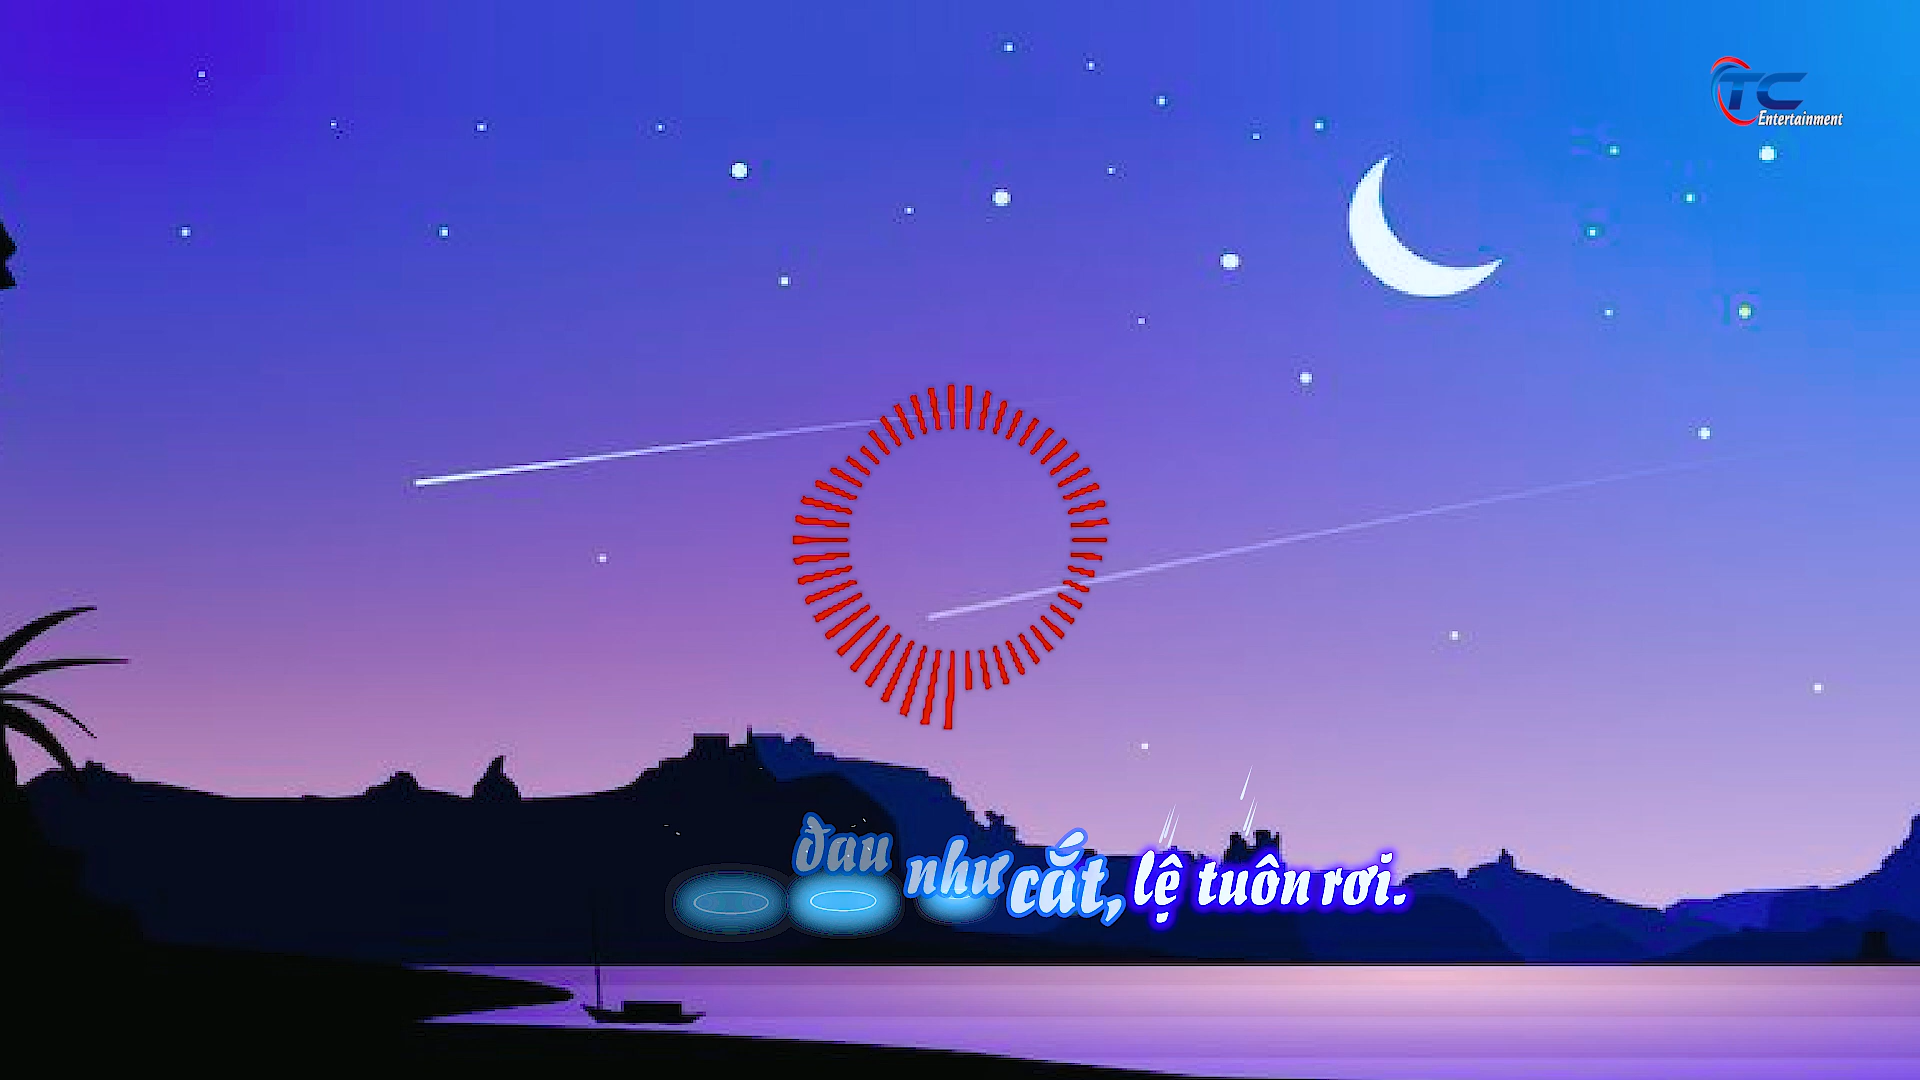 TC
Entertainment
đau như cắt, lệ tuôn rơi.